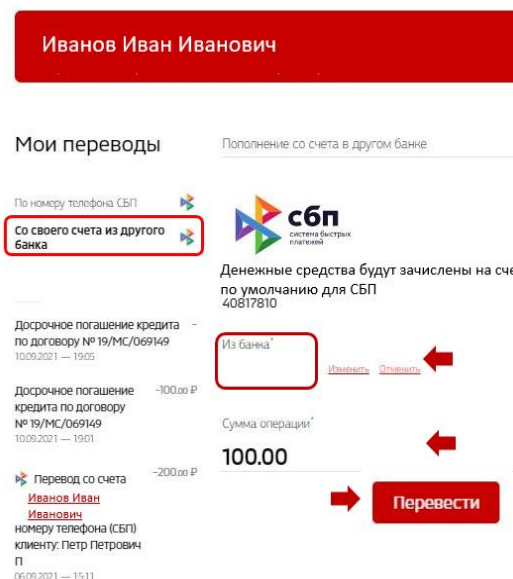 Иванов Иван Иванович
Мои переводы
По номеру телефона СБП
Со своего счета из другого
банка
Досрочное погашение кредита –
по договору № 19/МС/069149
10.09.2021 — 19:05
Досрочное погашение -100.00 ₽
кредита по договору
№ 19/МС/069149
10.09.2021 — 19:01
Перевод со счета -200.00 ₽
Иванов Иван
Иванович
номеру телефона (СБП)
клиенту: Петр Петрович
П
06.09.2021 — 15:11
Пополнение со счета в другом банке
сбп
система быстрых
платежей
Денежные средства будут зачислены на сче
по умолчанию для СБП
40817810
Из банка*
Изменить Отменить
Сумма операции*
100.00
Перевести